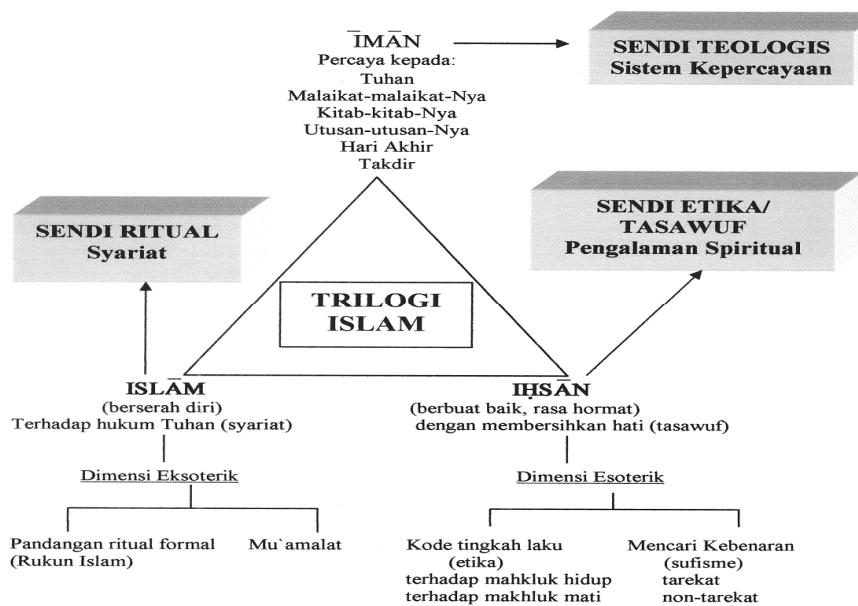 ĪMĀN
Percaya kepada:
Tuhan
Malaikat-malaikat-Nya
Kitab-kitab-Nya
Utusan-utusan-Nya
Hari Akhir
Takdir
SENDI TEOLOGIS
Sistem Kepercayaan
SENDI RITUAL
Syariat
SENDI ETIKA/
TASAWUF
Pengalaman Spiritual
TRILOGI
ISLAM
ISLĀM
(berserah diri)
Terhadap hukum Tuhan (syariat)
Dimensi Eksoterik
Pandangan ritual formal
(Rukun Islam)
Mu`amalat
IḤSĀN
(berbuat baik, rasa hormat)
dengan membersihkan hati (tasawuf)
Dimensi Esoterik
Kode tingkah laku
(etika)
terhadap mahkluk hidup
terhadap makhluk mati
Mencari Kebenaran
(sufisme)
tarekat
non-tarekat